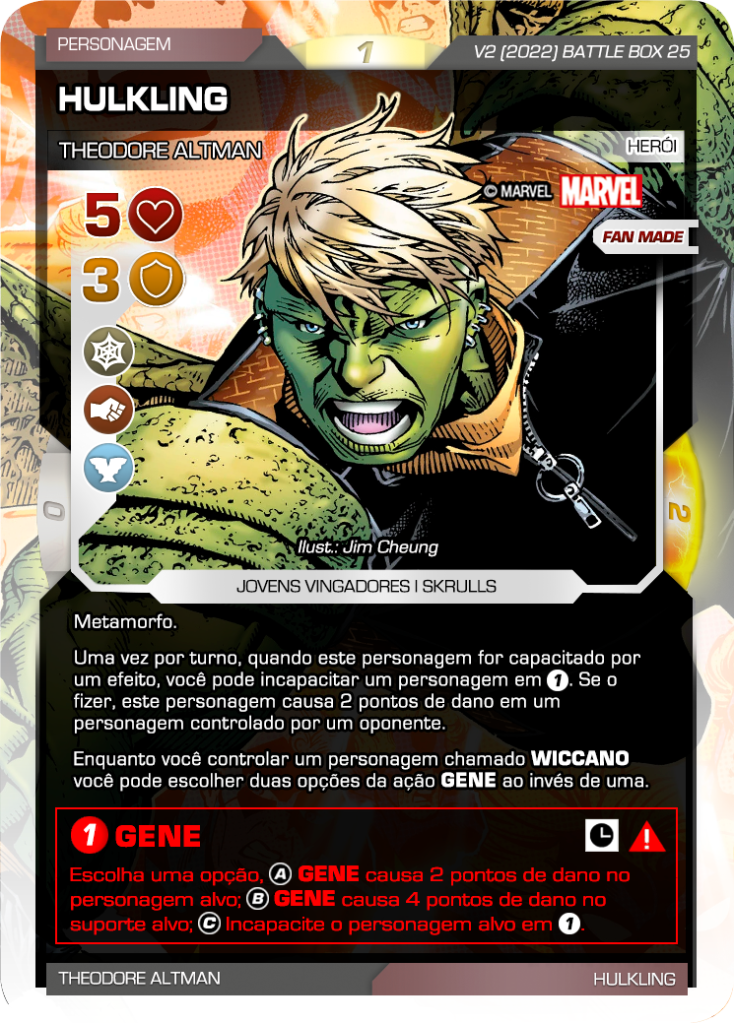 PERSONAGEM
1
V2 (2022) BATTLE BOX 25
HULKLING
THEODORE ALTMAN
HERÓI
© MARVEL MARVEL
5
FAN MADE
3
0
2
Ilust.: Jim Cheung
JOVENS VINGADORES | SKRULLS
Metamorfo.
Uma vez por turno, quando este personagem for capacitado por
um efeito, você pode incapacitar um personagem em 1. Se o
fizer, este personagem causa 2 pontos de dano em um
personagem controlado por um oponente.
Enquanto você controlar um personagem chamado WICCANO
você pode escolher duas opções da ação GENE ao invés de uma.
1 GENE
Escolha uma opção, A GENE causa 2 pontos de dano no
personagem alvo; B GENE causa 4 pontos de dano no
suporte alvo; C Incapacite o personagem alvo em 1.
THEODORE ALTMAN
HULKLING